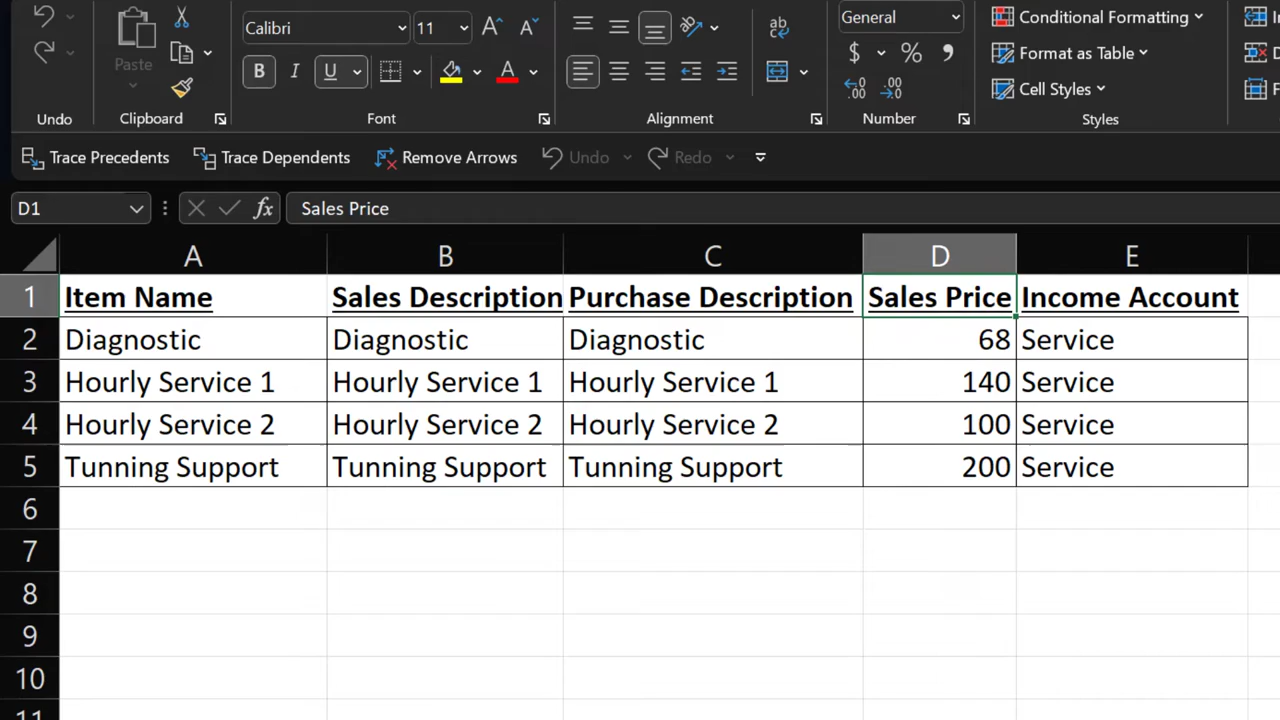 Calibri 11 General Conditional Formatting
Paste $ % Format as Table
B I U A Cell Styles
Undo Clipboard Font Alignment Number Styles
Trace Precedents Trace Dependents Remove Arrows Undo Redo
D1 fx Sales Price
A B C D E
1 Item Name Sales Description Purchase Description Sales Price Income Account
2 Diagnostic Diagnostic Diagnostic 68 Service
3 Hourly Service 1 Hourly Service 1 Hourly Service 1 140 Service
4 Hourly Service 2 Hourly Service 2 Hourly Service 2 100 Service
5 Tunning Support Tunning Support Tunning Support 200 Service
6
7
8
9
10
11